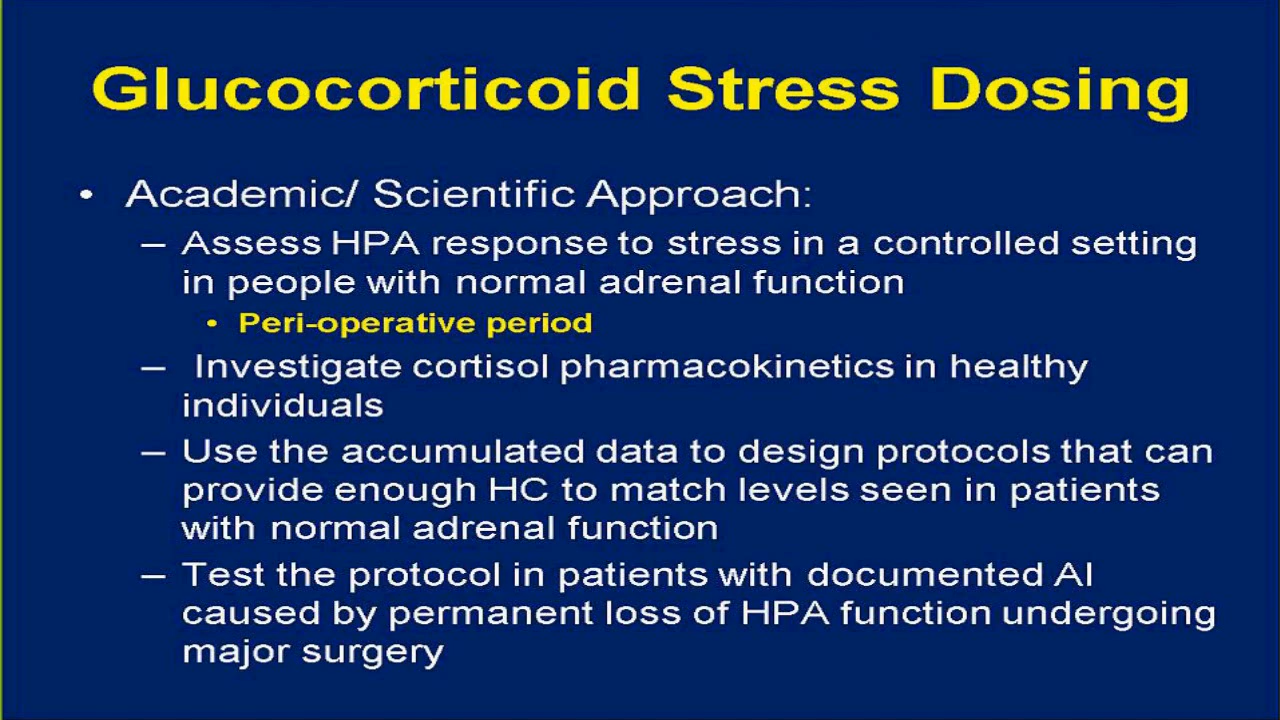 Glucocorticoid Stress Dosing
• Academic/ Scientific Approach:
– Assess HPA response to stress in a controlled setting
in people with normal adrenal function
• Peri-operative period
– Investigate cortisol pharmacokinetics in healthy
individuals
– Use the accumulated data to design protocols that can
provide enough HC to match levels seen in patients
with normal adrenal function
– Test the protocol in patients with documented AI
caused by permanent loss of HPA function undergoing
major surgery